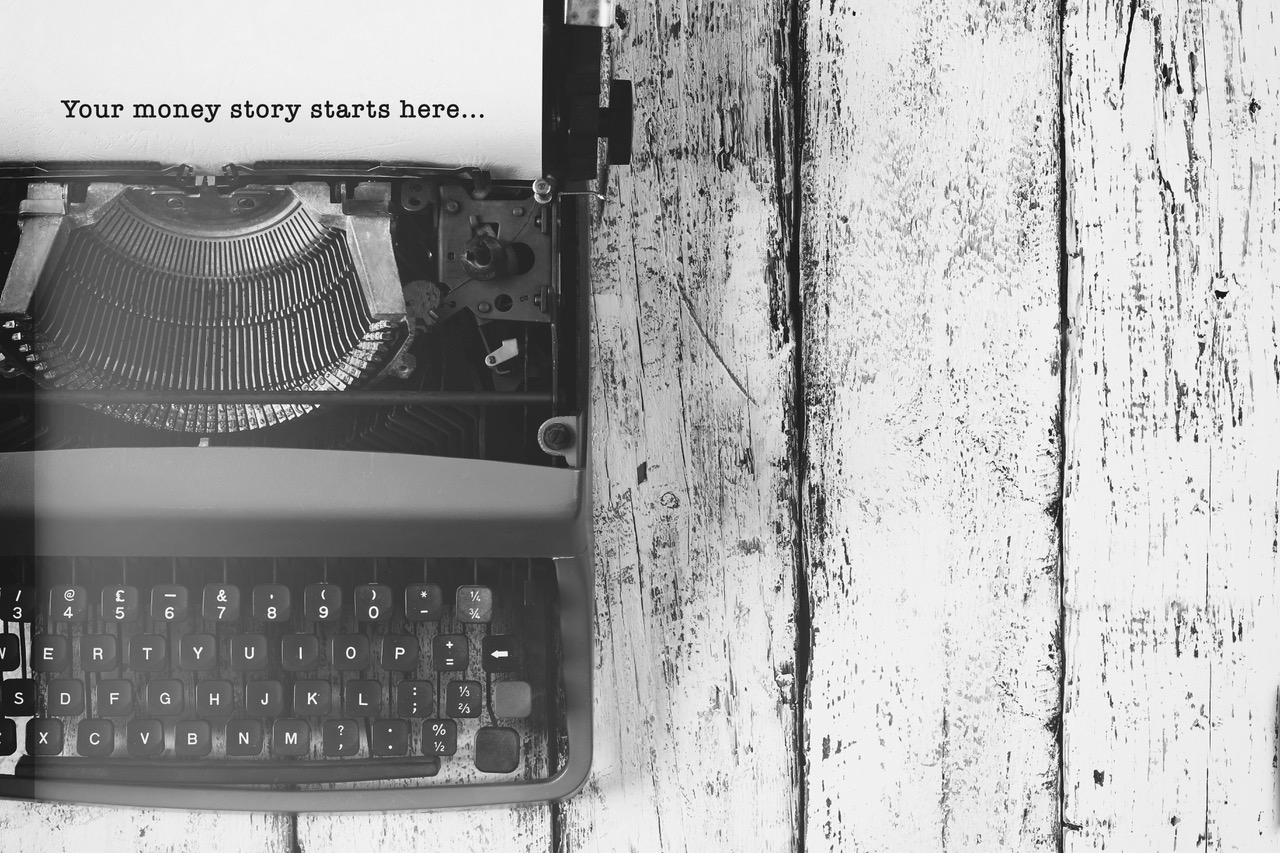 Your money story starts here...
/ @ £ — & ' ( ) * ¼
3 4 5 6 7 8 9 0 - ¾
W E R T Y U I O P + = ←
S D F G H J K L ; : ⅓ ⅔
X C V B N M ? , . : % ½